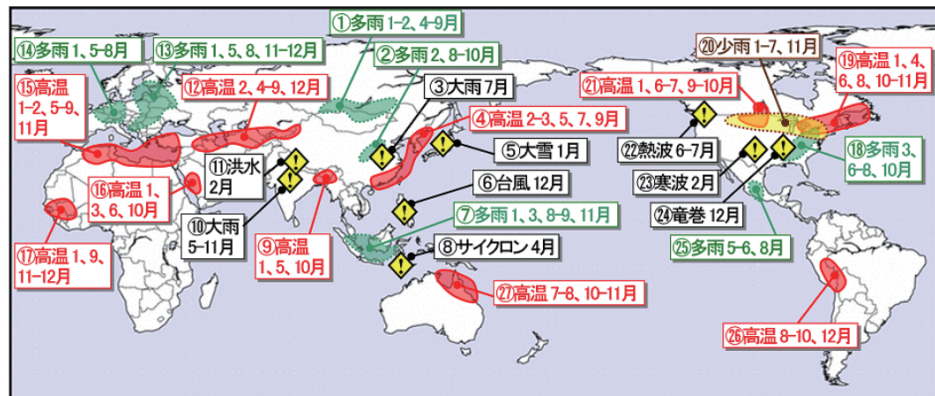 ①多雨 1-2、4-9月
②多雨 2、8-10月
③大雨 7月
④高温 2-3、5、7、9月
⑤大雪 1月
⑥台風 12月
⑦多雨 1、3、8-9、11月
⑧サイクロン 4月
⑨高温
1、5、10月
⑩大雨
5-11月
⑪洪水
2月
⑫高温 2、4-9、12月
⑬多雨 1、5、8、11-12月
⑭多雨 1、5-8月
⑮高温
1-2、5-9、
11月
⑯高温 1、
3、6、10月
⑰高温 1、9、
11-12月
⑱多雨 3、
6-8、10月
⑲高温 1、4、
6、8、10-11月
⑳少雨 1-7、11月
㉑高温 1、6-7、9-10月
㉒熱波 6-7月
㉓寒波 2月
㉔竜巻 12月
㉕多雨 5-6、8月
㉖高温 8-10、12月
㉗高温 7-8、10-11月